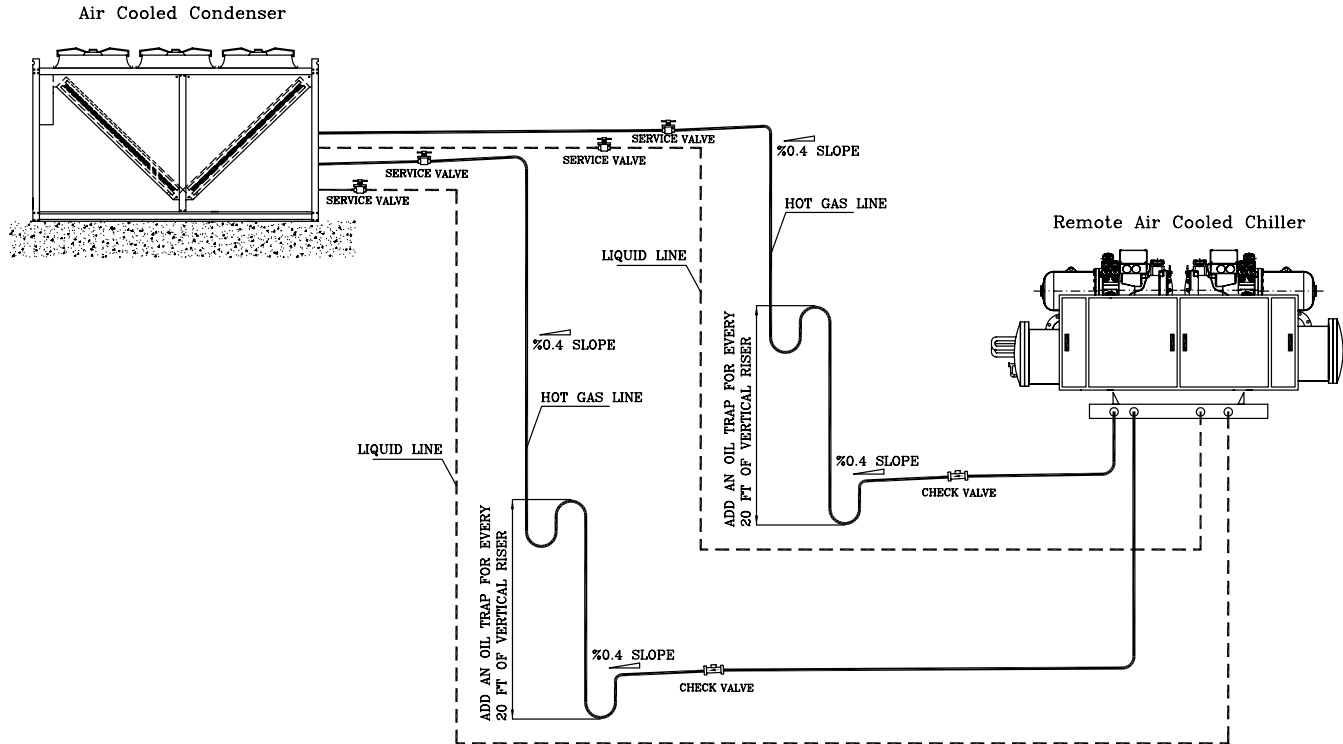 Air Cooled Condenser
SERVICE VALVE
SERVICE VALVE
%0.4 SLOPE
SERVICE VALVE
SERVICE VALVE
HOT GAS LINE
Remote Air Cooled Chiller
LIQUID LINE
%0.4 SLOPE
ADD AN OIL TRAP FOR EVERY
20 FT OF VERTICAL RISER
HOT GAS LINE
LIQUID LINE
%0.4 SLOPE
CHECK VALVE
ADD AN OIL TRAP FOR EVERY
20 FT OF VERTICAL RISER
%0.4 SLOPE
CHECK VALVE